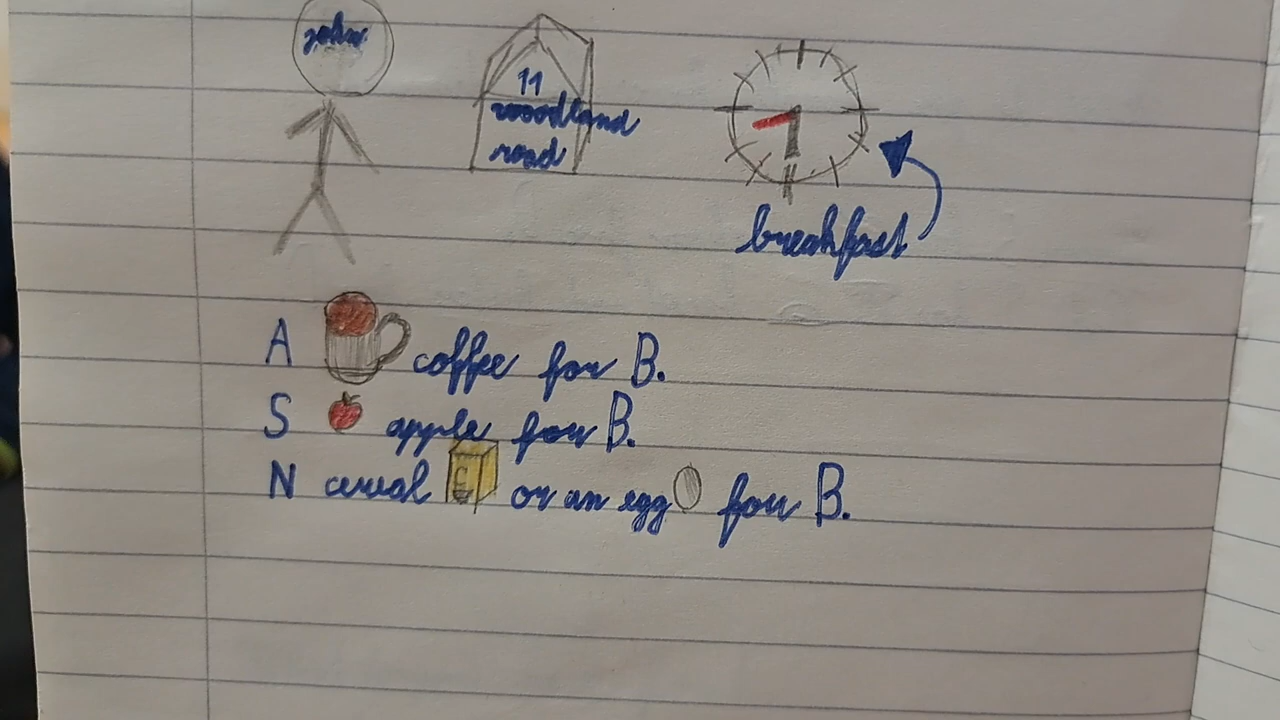 john
11
woodland
road
breakfast
A coffee for B.
S apple for B.
N cereal C or an egg for B.